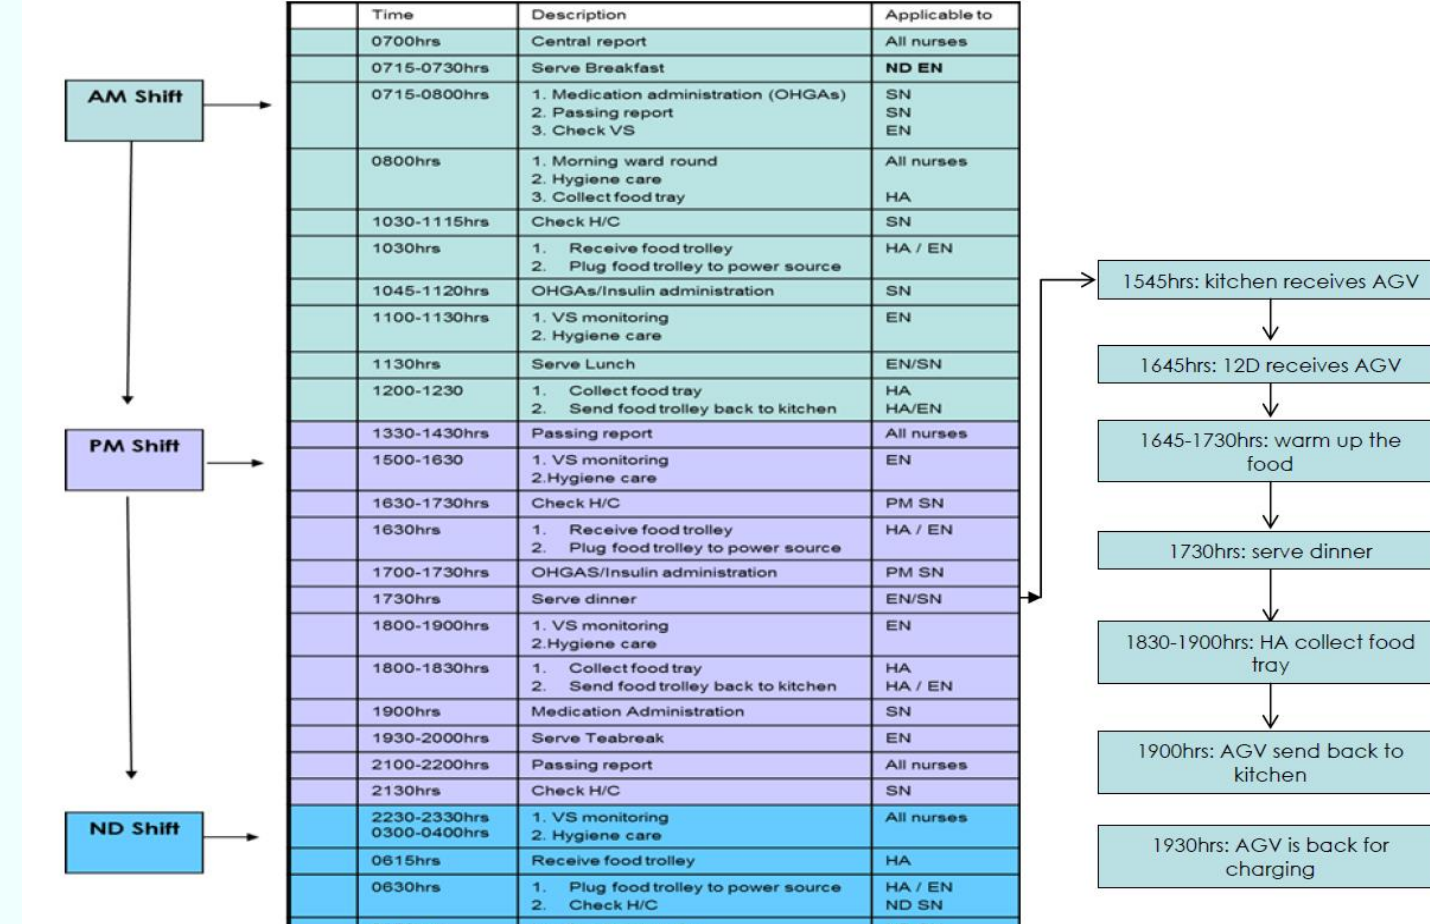 Time Description Applicable to
0700hrs Central report All nurses
0715-0730hrs Serve Breakfast ND EN
AM Shift
0715-0800hrs 1. Medication administration (OHGAs) SN
2. Passing report SN
3. Check VS EN
0800hrs 1. Morning ward round All nurses
2. Hygiene care
3. Collect food tray HA
1030-1115hrs Check H/C SN
1030hrs 1. Receive food trolley HA / EN
2. Plug food trolley to power source
1045-1120hrs OHGAs/Insulin administration SN
1100-1130hrs 1. VS monitoring EN
2. Hygiene care
1130hrs Serve Lunch EN/SN
1200-1230 1. Collect food tray HA
2. Send food trolley back to kitchen HA/EN
PM Shift
1330-1430hrs Passing report All nurses
1500-1630 1. VS monitoring EN
2.Hygiene care
1630-1730hrs Check H/C PM SN
1630hrs 1. Receive food trolley HA / EN
2. Plug food trolley to power source
1700-1730hrs OHGAS/Insulin administration PM SN
1730hrs Serve dinner EN/SN
1800-1900hrs 1. VS monitoring EN
2.Hygiene care
1800-1830hrs 1. Collect food tray HA
2. Send food trolley back to kitchen HA / EN
1900hrs Medication Administration SN
1930-2000hrs Serve Teabreak EN
2100-2200hrs Passing report All nurses
2130hrs Check H/C SN
ND Shift
2230-2330hrs 1. VS monitoring All nurses
0300-0400hrs 2. Hygiene care
0615hrs Receive food trolley HA
0630hrs 1. Plug food trolley to power source HA / EN
2. Check H/C ND SN
1545hrs: kitchen receives AGV
1645hrs: 12D receives AGV
1645-1730hrs: warm up the
food
1730hrs: serve dinner
1830-1900hrs: HA collect food
tray
1900hrs: AGV send back to
kitchen
1930hrs: AGV is back for
charging